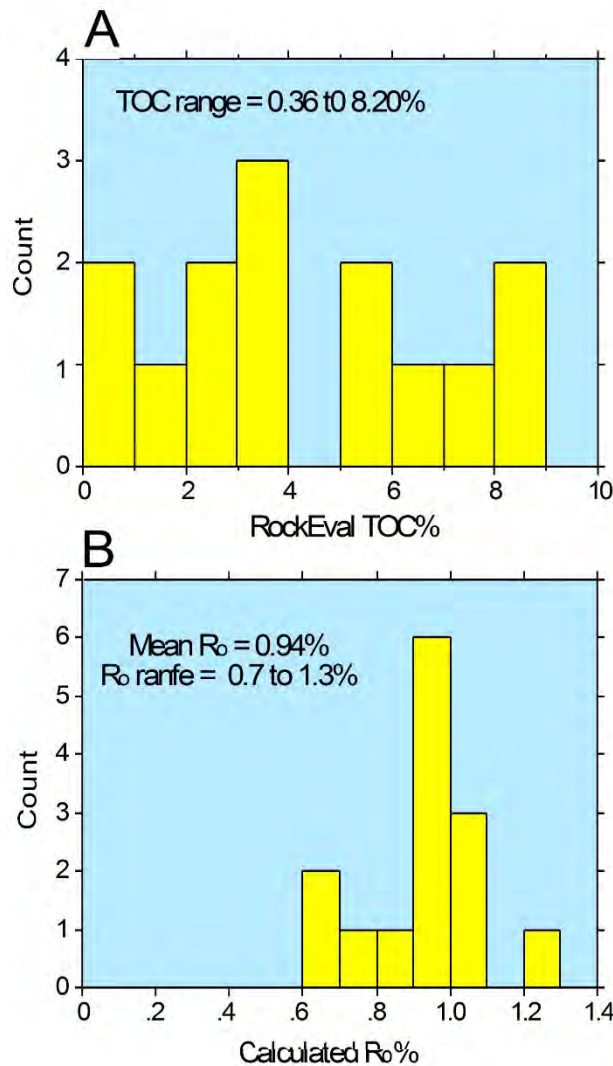 A
4
TOC range = 0.36 t0 8.20%
3
2
1
0
Count
0 2 4 6 8 10
RockEval TOC%
B
7
6
5
4
3
2
1
0
Mean Ro = 0.94%
Ro ranfe = 0.7 to 1.3%
Count
0 .2 .4 .6 .8 1.0 1.2 1.4
Calculated Ro%